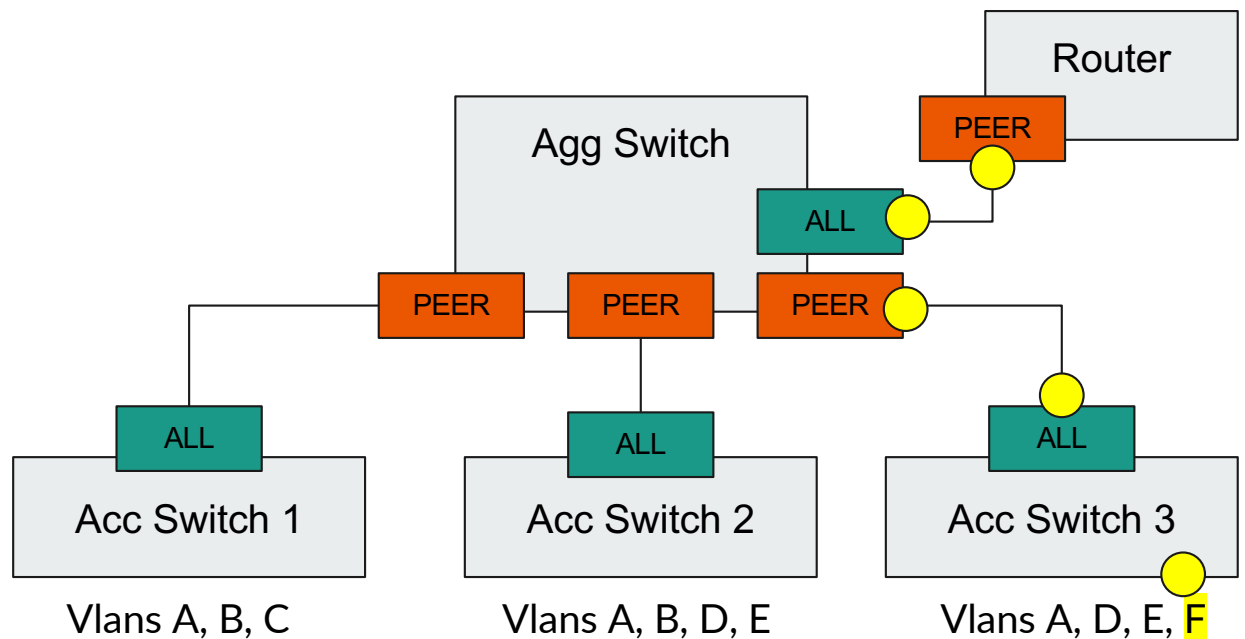 Router
PEER
Agg Switch
ALL
PEER PEER PEER
ALL ALL ALL
Acc Switch 1 Acc Switch 2 Acc Switch 3
Vlans A, B, C Vlans A, B, D, E Vlans A, D, E, F